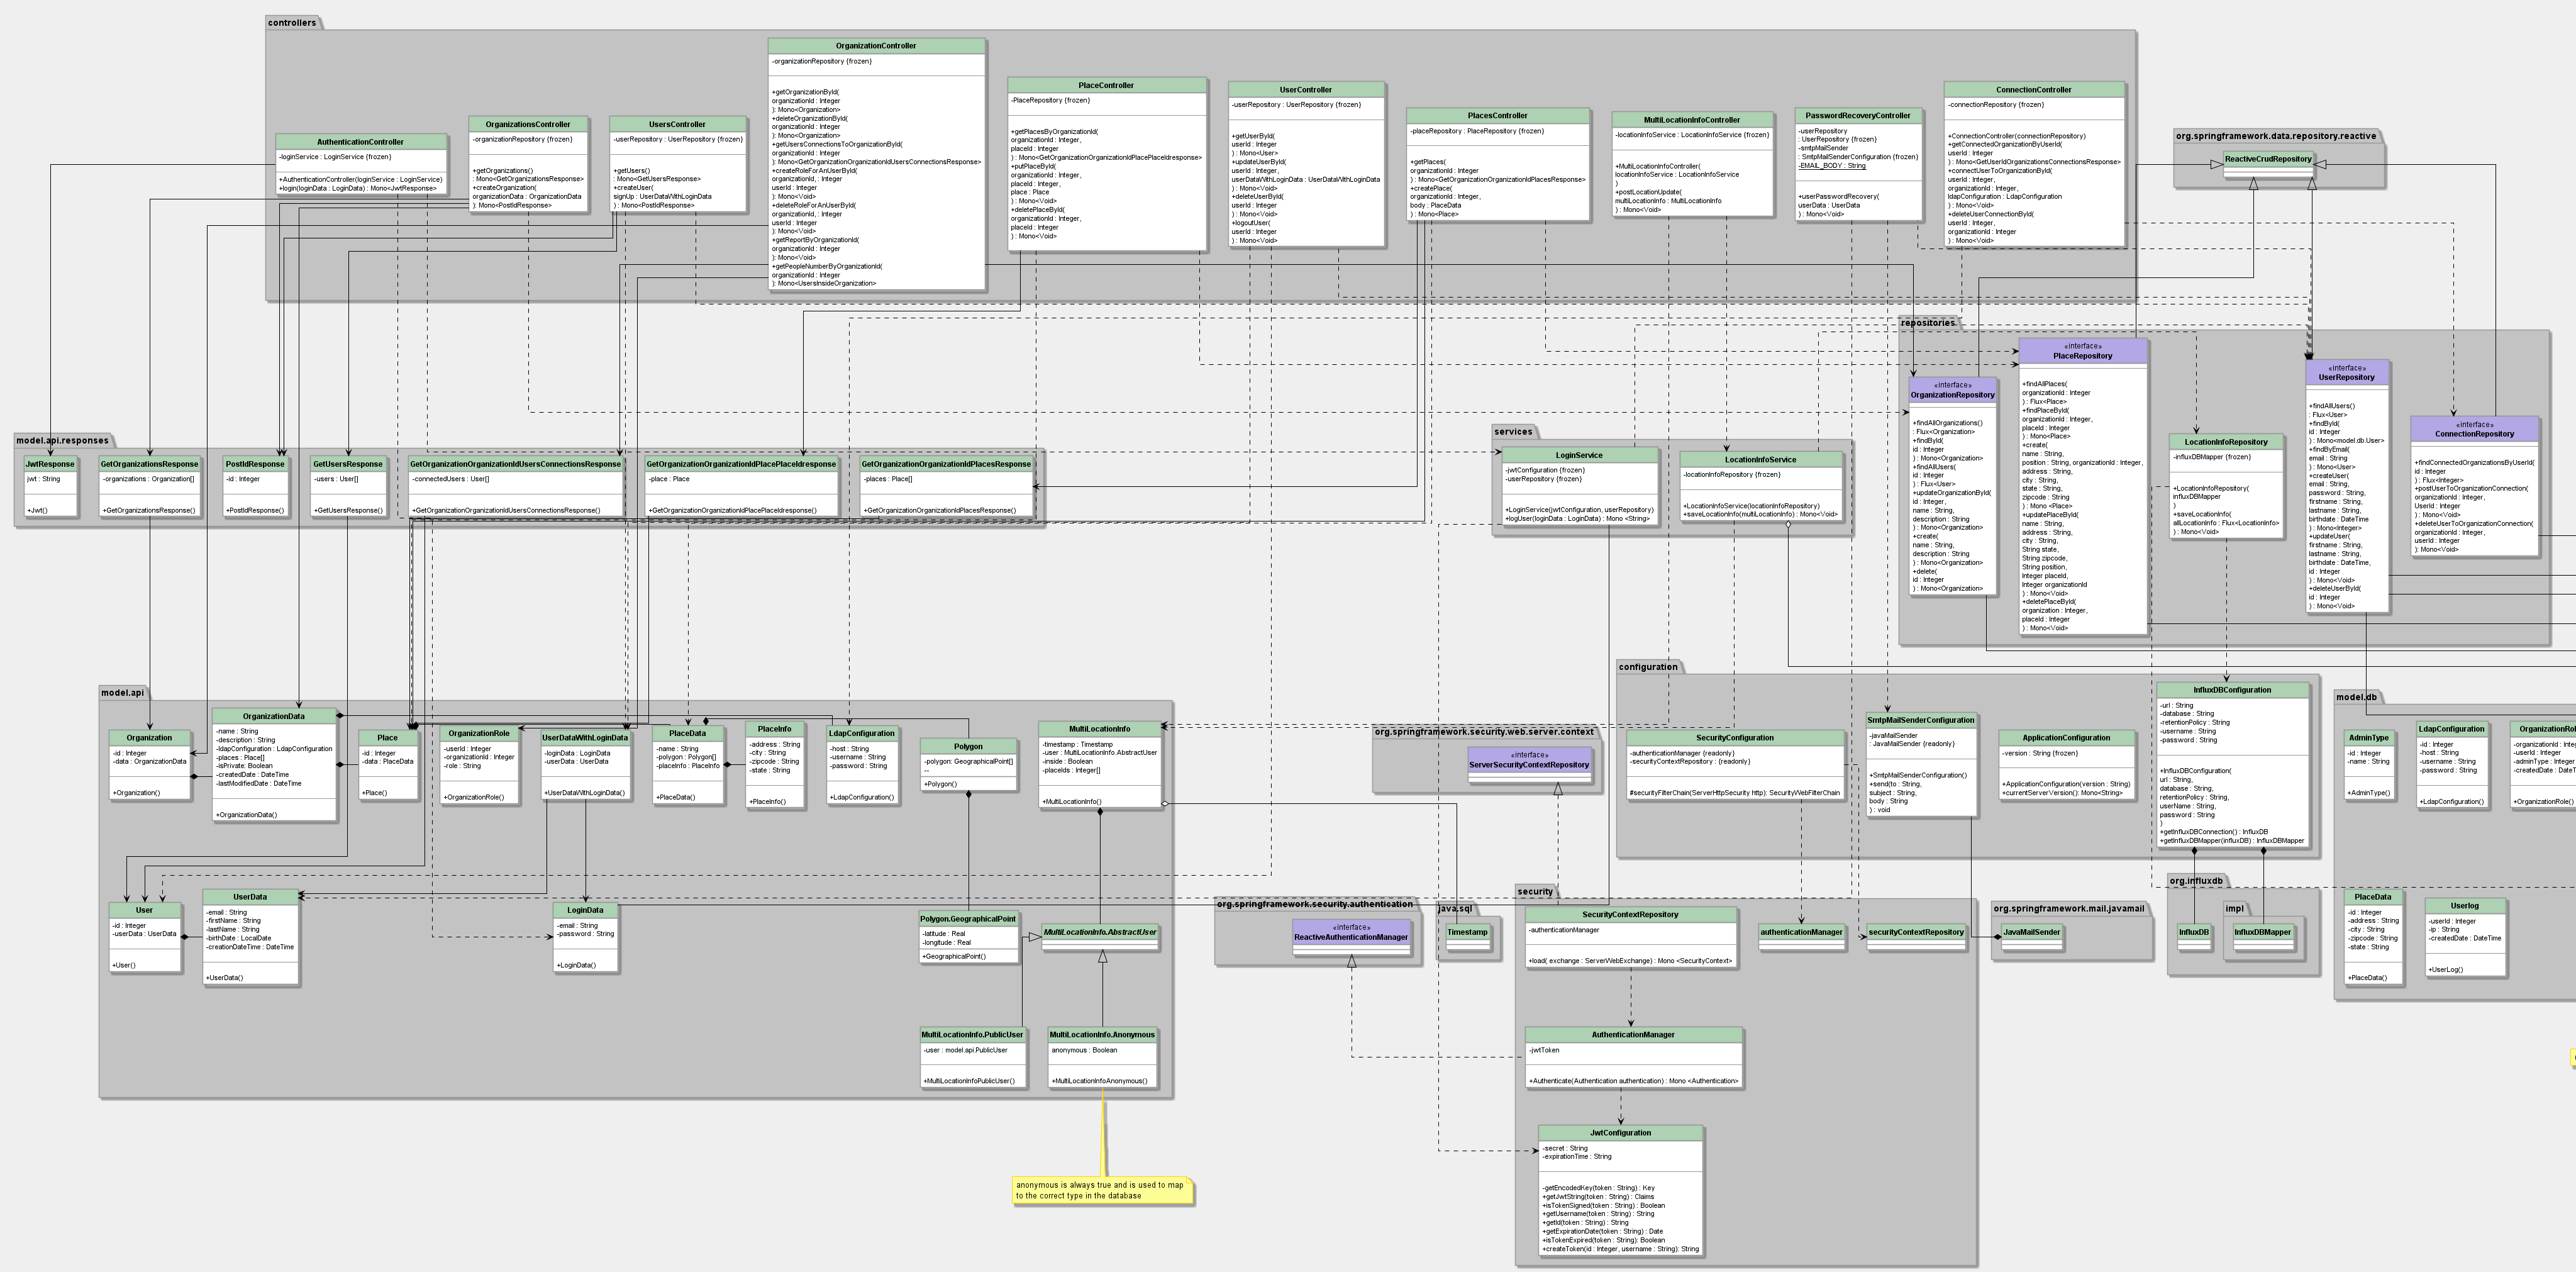 controllers
OrganizationController
-organizationRepository {frozen}
+getOrganizationById(
organizationId : Integer
) : Mono<Organization>
+deleteOrganizationById(
organizationId : Integer
) : Mono<Organization>
+getUsersConnectionsToOrganizationById(
organizationId : Integer
) : Mono<GetOrganizationOrganizationIdUsersConnectionsResponse>
+createRoleForAnUserById(
organizationId, : Integer
userId : Integer
) : Mono<Void>
+deleteRoleForAnUserById(
organizationId, : Integer
userId : Integer
) : Mono<Void>
+getReportByOrganizationId(
organizationId : Integer
) : Mono<Void>
+getPeopleNumberByOrganizationId(
organizationId : Integer
) : Mono<UsersInsideOrganization>
PlaceController
-PlaceRepository {frozen}
+getPlacesByOrganizationId(
organizationId : Integer,
placeId : Integer
) : Mono<GetOrganizationOrganizationIdPlacePlaceIdresponse>
+putPlaceById(
organizationId : Integer,
placeId : Integer,
place : Place
) : Mono<Void>
+deletePlaceById(
organizationId : Integer,
placeId : Integer
) : Mono<Void>
UserController
-userRepository : UserRepository {frozen}
+getUserById(
userId : Integer
) : Mono<User>
+updateUserById(
userId : Integer,
userDataWithLoginData : UserDataWithLoginData
) : Mono<Void>
+deleteUserById(
userId : Integer
) : Mono<Void>
+logoutUser(
userId : Integer
) : Mono<Void>
PlacesController
-placeRepository : PlaceRepository {frozen}
+getPlaces(
organizationId : Integer
) : Mono<GetOrganizationOrganizationIdPlacesResponse>
+createPlace(
organizationId : Integer,
body : PlaceData
) : Mono<Place>
MultiLocationInfoController
-locationInfoService : LocationInfoService {frozen}
+MultiLocationInfoController(
locationInfoService : LocationInfoService
)
+postLocationUpdate(
multiLocationInfo : MultiLocationInfo
) : Mono<Void>
PasswordRecoveryController
-userRepository
: UserRepository {frozen}
-smtpMailSender
: SmtpMailSenderConfiguration {frozen}
-EMAIL_BODY : String
+userPasswordRecovery(
userData : UserData
) : Mono<Void>
ConnectionController
-connectionRepository {frozen}
+ConnectionController(connectionRepository)
+getConnectedOrganizationByUserId(
userId : Integer
) : Mono<GetUserIdOrganizationsConnectionsResponse>
+connectUserToOrganizationById(
userId : Integer,
organizationId : Integer,
ldapConfiguration : LdapConfiguration
) : Mono<Void>
+deleteUserConnectionById(
userId : Integer,
organizationId : Integer
) : Mono<Void>
AuthenticationController
-loginService : LoginService {frozen}
+AuthenticationController(loginService : LoginService)
+login(loginData : LoginData) : Mono<JwtResponse>
OrganizationsController
-organizationRepository {frozen}
+getOrganizations()
: Mono<GetOrganizationsResponse>
+createOrganization(
organizationData : OrganizationData
) : Mono<PostIdResponse>
UsersController
-userRepository : UserRepository {frozen}
+getUsers()
: Mono<GetUsersResponse>
+createUser(
signUp : UserDataWithLoginData
) : Mono<PostIdResponse>
org.springframework.data.repository.reactive
ReactiveCrudRepository
repositories
«interface»
PlaceRepository
+findAllPlaces(
organizationId : Integer
) : Flux<Place>
+findPlaceById(
organizationId : Integer,
placeId : Integer
) : Mono<Place>
+create(
name : String,
position : String, organizationId : Integer,
address : String,
city : String,
state : String,
zipcode : String
) : Mono <Place>
+updatePlaceById(
name : String,
address : String,
city : String,
String state,
String zipcode,
String position,
Integer placeId,
Integer organizationId
) : Mono<Void>
+deletePlaceById(
organization : Integer,
placeId : Integer
) : Mono<Void>
«interface»
OrganizationRepository
+findAllOrganizations()
: Flux<Organization>
+findById(
id : Integer
) : Mono<Organization>
+findAllUsers(
id : Integer
) : Flux<User>
+updateOrganizationById(
id : Integer,
name : String,
description : String
) : Mono<Organization>
+create(
name : String,
description : String
) : Mono<Organization>
+delete(
id : Integer
) : Mono<Organization>
LocationInfoRepository
-influxDBMapper {frozen}
+LocationInfoRepository(
influxDBMapper
)
+saveLocationInfo(
allLocationInfo : Flux<LocationInfo>
) : Mono<Void>
«interface»
UserRepository
+findAllUsers()
: Flux<User>
+findById(
id : Integer
) : Mono<model.db.User>
+findByEmail(
email : String
) : Mono<User>
+createUser(
email : String,
password : String,
firstname : String,
lastname : String,
birthdate : DateTime
) : Mono<Integer>
+updateUser(
firstname : String,
lastname : String,
birthdate : DateTime,
id : Integer
) : Mono<Void>
+deleteUserById(
id : Integer
) : Mono<Void>
«interface»
ConnectionRepository
+findConnectedOrganizationsByUserId(
id : Integer
) : Flux<Integer>
+postUserToOrganizationConnection(
organizationId : Integer,
UserId : Integer
) : Mono<Void>
+deleteUserToOrganizationConnection(
organizationId : Integer,
userId : Integer
) : Mono<Void>
model.api.responses
JwtResponse
jwt : String
+Jwt()
GetOrganizationsResponse
-organizations : Organization[]
+GetOrganizationsResponse()
PostIdResponse
-id : Integer
+PostIdResponse()
GetUsersResponse
-users : User[]
+GetUsersResponse()
GetOrganizationOrganizationIdUsersConnectionsResponse
-connectedUsers : User[]
+GetOrganizationOrganizationIdUsersConnectionsResponse()
GetOrganizationOrganizationIdPlacePlaceIdresponse
-place : Place
+GetOrganizationOrganizationIdPlacePlaceIdresponse()
GetOrganizationOrganizationIdPlacesResponse
-places : Place[]
+GetOrganizationOrganizationIdPlacesResponse()
services
LoginService
-jwtConfiguration {frozen}
-userRepository {frozen}
+LoginService(jwtConfiguration, userRepository)
+logUser(loginData : LoginData) : Mono <String>
LocationInfoService
-locationInfoRepository {frozen}
+LocationInfoService(locationInfoRepository)
+saveLocationInfo(multiLocationInfo) : Mono<Void>
model.api
Organization
-id : Integer
-data : OrganizationData
+Organization()
OrganizationData
-name : String
-description : String
-ldapConfiguration : LdapConfiguration
-places : Place[]
-isPrivate: Boolean
-createdDate : DateTime
-lastModifiedDate : DateTime
+OrganizationData()
Place
-id : Integer
-data : PlaceData
+Place()
OrganizationRole
-userId : Integer
-organizationId : Integer
-role : String
+OrganizationRole()
UserDataWithLoginData
-loginData : LoginData
-userData : UserData
+UserDataWithLoginData()
PlaceData
-name : String
-polygon : Polygon[]
-placeInfo : PlaceInfo
+PlaceData()
PlaceInfo
-address : String
-city : String
-zipcode : String
-state : String
+PlaceInfo()
LdapConfiguration
-host : String
-username : String
-password : String
+LdapConfiguration()
Polygon
-polygon : GeographicalPoint[]
--
+Polygon()
MultiLocationInfo
-timestamp : Timestamp
-user : MultiLocationInfo.AbstractUser
-inside : Boolean
-placeIds : Integer[]
+MultiLocationInfo()
User
-id : Integer
-userData : UserData
+User()
UserData
-email : String
-firstName : String
-lastName : String
-birthDate : LocalDate
-creationDateTime : DateTime
+UserData()
LoginData
-email : String
-password : String
+LoginData()
Polygon.GeographicalPoint
-latitude : Real
-longitude : Real
+GeographicalPoint()
MultiLocationInfo.AbstractUser
MultiLocationInfo.PublicUser
-user : model.api.PublicUser
+MultiLocationInfoPublicUser()
MultiLocationInfo.Anonymous
anonymous : Boolean
+MultiLocationInfoAnonymous()
anonymous is always true and is used to map
to the correct type in the database
org.springframework.security.web.server.context
«interface»
ServerSecurityContextRepository
configuration
SecurityConfiguration
-authenticationManager {readonly}
-securityContextRepository : {readonly}
#securityFilterChain(ServerHttpSecurity http): SecurityWebFilterChain
SmtpMailSenderConfiguration
-javaMailSender
: JavaMailSender {readonly}
+SmtpMailSenderConfiguration()
+send(to : String,
subject : String,
body : String
) : void
ApplicationConfiguration
-version : String {frozen}
+ApplicationConfiguration(version : String)
+currentServerVersion(): Mono<String>
InfluxDBConfiguration
-url : String
-database : String
-retentionPolicy : String
-username : String
-password : String
+InfluxDBConfiguration(
url : String,
database : String,
retentionPolicy : String,
userName : String,
password : String
)
+getInfluxDBConnection() : InfluxDB
+getInfluxDBMapper(influxDB) : InfluxDBMapper
model.db
AdminType
-id : Integer
-name : String
+AdminType()
LdapConfiguration
-id : Integer
-host : String
-username : String
-password : String
+LdapConfiguration()
PlaceData
-id : Integer
-address : String
-city : String
-zipcode : String
-state : String
+PlaceData()
Userlog
-userId : Integer
-ip : String
-createdDate : DateTime
+UserLog()
org.springframework.security.authentication
«interface»
ReactiveAuthenticationManager
java.sql
Timestamp
security
SecurityContextRepository
-authenticationManager
+load( exchange : ServerWebExchange) : Mono <SecurityContext>
authenticationManager
securityContextRepository
org.springframework.mail.javamail
JavaMailSender
org.influxdb
InfluxDB
impl
InfluxDBMapper
AuthenticationManager
-jwtToken
+Authenticate(Authentication authentication) : Mono <Authentication>
JwtConfiguration
-secret : String
-expirationTime : String
-getEncodedKey(token : String) : Key
+getJwtString(token : String) : Claims
+isTokenSigned(token : String) : Boolean
+getUsername(token : String) : String
+getId(token : String) : String
+getExpirationDate(token : String) : Date
+isTokenExpired(token : String): Boolean
+createToken(id : Integer, username : String): String